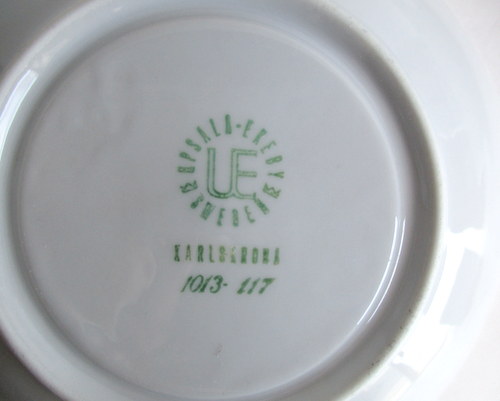 UPSALA-EKEBY
UE
SWEDEN
KARLSKRONA
1013-117